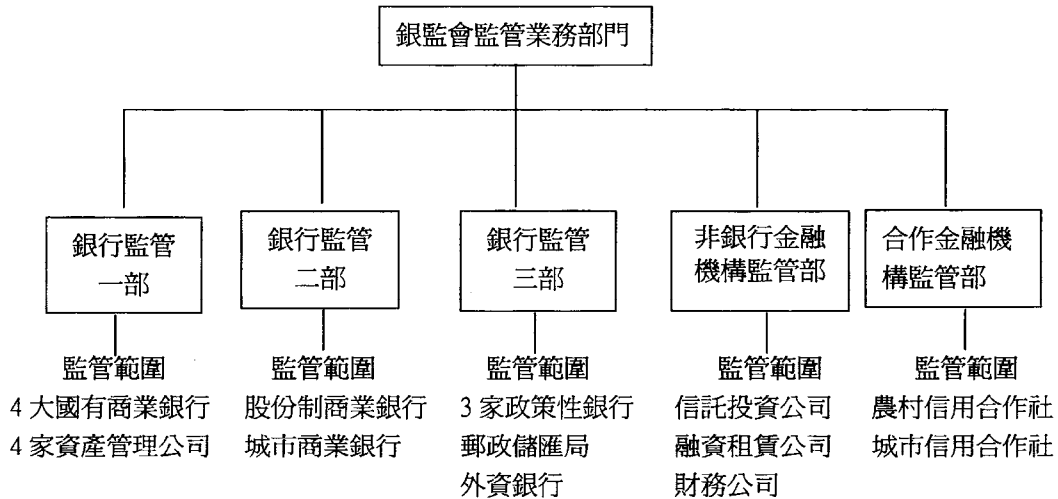 銀監會監管業務部門
銀行監管
一部
銀行監管
二部
銀行監管
三部
非銀行金融
機構監管部
合作金融機
構監管部
監管範圍
4 大國有商業銀行
4 家資產管理公司
監管範圍
股份制商業銀行
城市商業銀行
監管範圍
3 家政策性銀行
郵政儲匯局
外資銀行
監管範圍
信託投資公司
融資租賃公司
財務公司
監管範圍
農村信用合作社
城市信用合作社